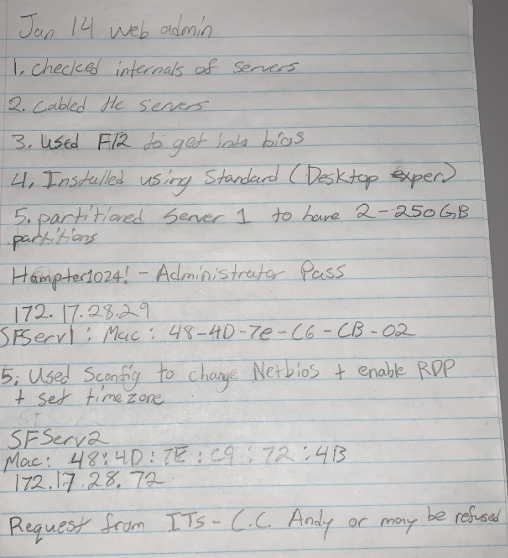 Jan 14 web admin
1. Checked internals of servers
2. Cabled the servers
3. Used F12 to get into bios
4. Installed using Standard (Desktop exper)
5. partitioned server 1 to have 2-250GB
partitions
Hampter1024! - Administrator Pass
172.17.28.29
SFServ1: Mac: 48-4D-7e-C6-CB-02
5. Used Sconfig to change Netbios + enable RDP
+ set timezone
SFServ2
Mac: 48:4D:7E:C9:72:4B
172.17.28.72
Request from ITs - C.C. Andy or may be refused